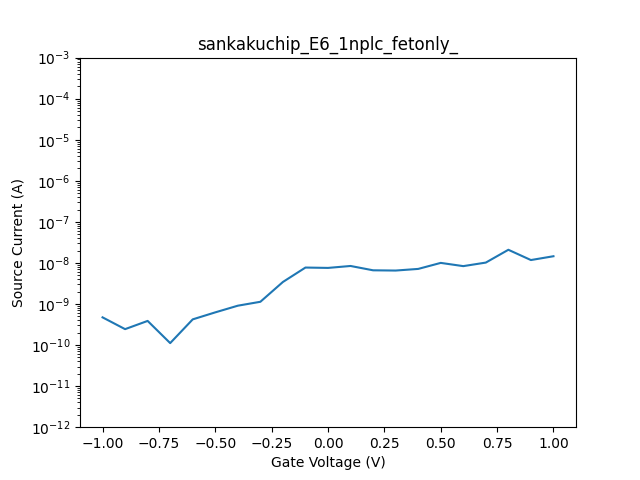 sankakuchip_E6_1nplc_fetonly_
Source Current (A)
10⁻³
10⁻⁴
10⁻⁵
10⁻⁶
10⁻⁷
10⁻⁸
10⁻⁹
10⁻¹⁰
10⁻¹¹
10⁻¹²
−1.00 −0.75 −0.50 −0.25 0.00 0.25 0.50 0.75 1.00
Gate Voltage (V)